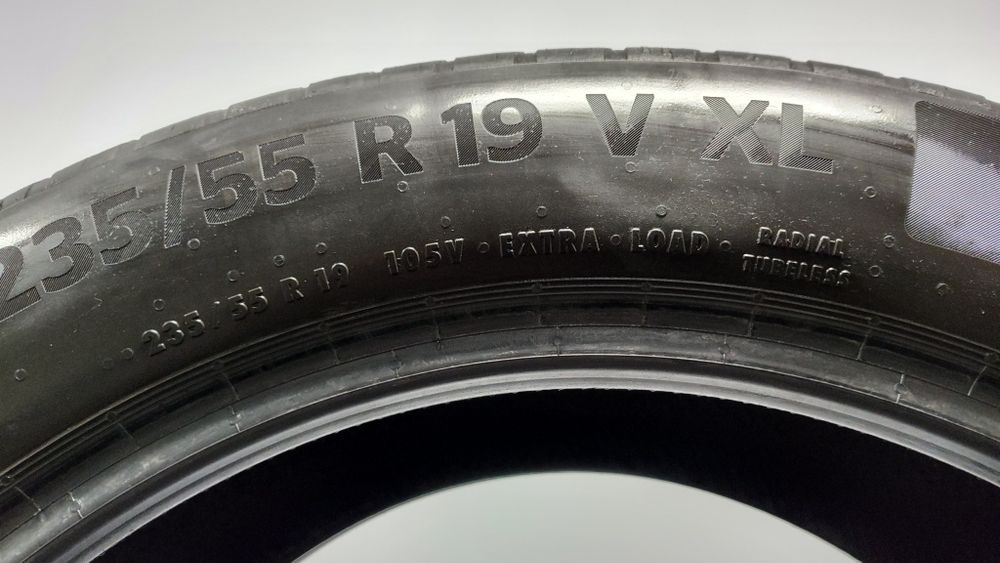 235/55 R 19 V XL
235/55 R 19 105V · EXTRA · LOAD · RADIAL
TUBELESS